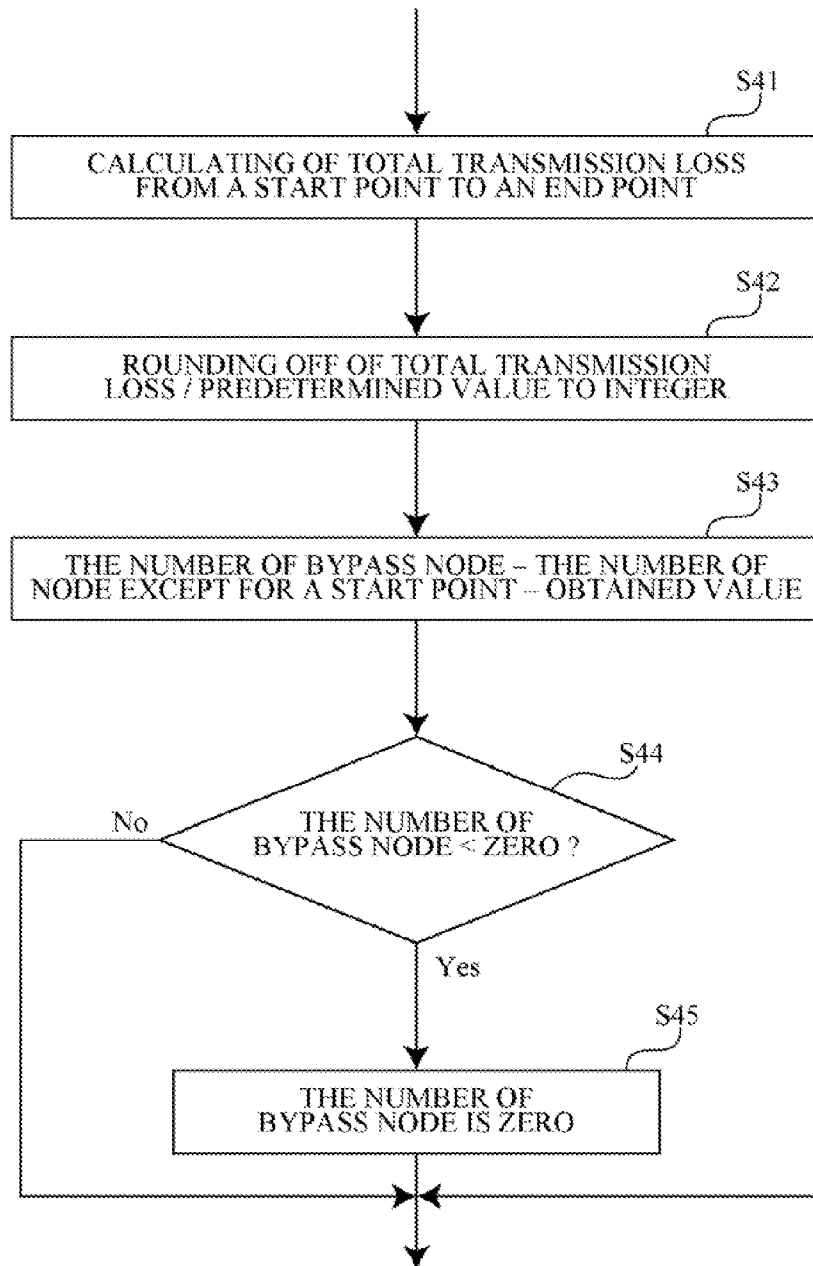 S41
CALCULATING OF TOTAL TRANSMISSION LOSS
FROM A START POINT TO AN END POINT
S42
ROUNDING OFF OF TOTAL TRANSMISSION
LOSS / PREDETERMINED VALUE TO INTEGER
S43
THE NUMBER OF BYPASS NODE – THE NUMBER OF
NODE EXCEPT FOR A START POINT – OBTAINED VALUE
S44
No
THE NUMBER OF
BYPASS NODE < ZERO ?
Yes
S45
THE NUMBER OF
BYPASS NODE IS ZERO